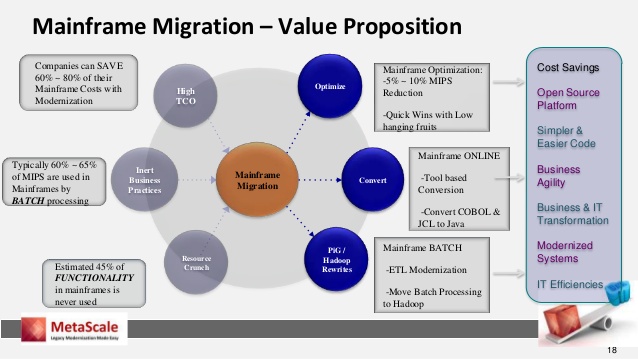 Mainframe Migration – Value Proposition
Companies can SAVE
60% ~ 80% of their
Mainframe Costs with
Modernization
High
TCO
Optimize
Mainframe Optimization:
-5% ~ 10% MIPS
Reduction
-Quick Wins with Low
hanging fruits
Typically 60% ~ 65%
of MIPS are used in
Mainframes by
BATCH processing
Inert
Business
Practices
Mainframe
Migration
Convert
Mainframe ONLINE
-Tool based
Conversion
-Convert COBOL &
JCL to Java
Estimated 45% of
FUNCTIONALITY
in mainframes is
never used
Resource
Crunch
PiG /
Hadoop
Rewrites
Mainframe BATCH
-ETL Modernization
-Move Batch Processing
to Hadoop
Cost Savings
Open Source
Platform
Simpler &
Easier Code
Business
Agility
Business & IT
Transformation
Modernized
Systems
IT Efficiencies
MetaScale
Legacy Modernization Made Easy
18